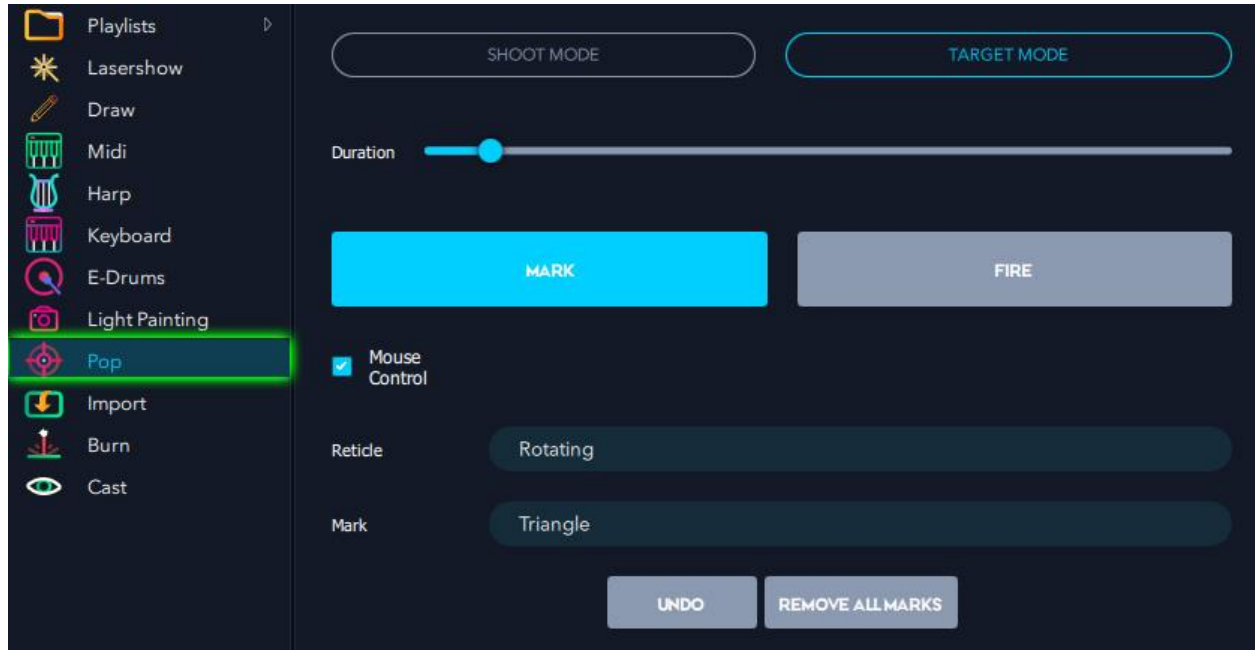 Playlists
Lasershow
Draw
Midi
Harp
Keyboard
E-Drums
Light Painting
Pop
Import
Burn
Cast
SHOOT MODE
TARGET MODE
Duration
MARK
FIRE
Mouse
Control
Reticle
Rotating
Mark
Triangle
UNDO
REMOVE ALL MARKS